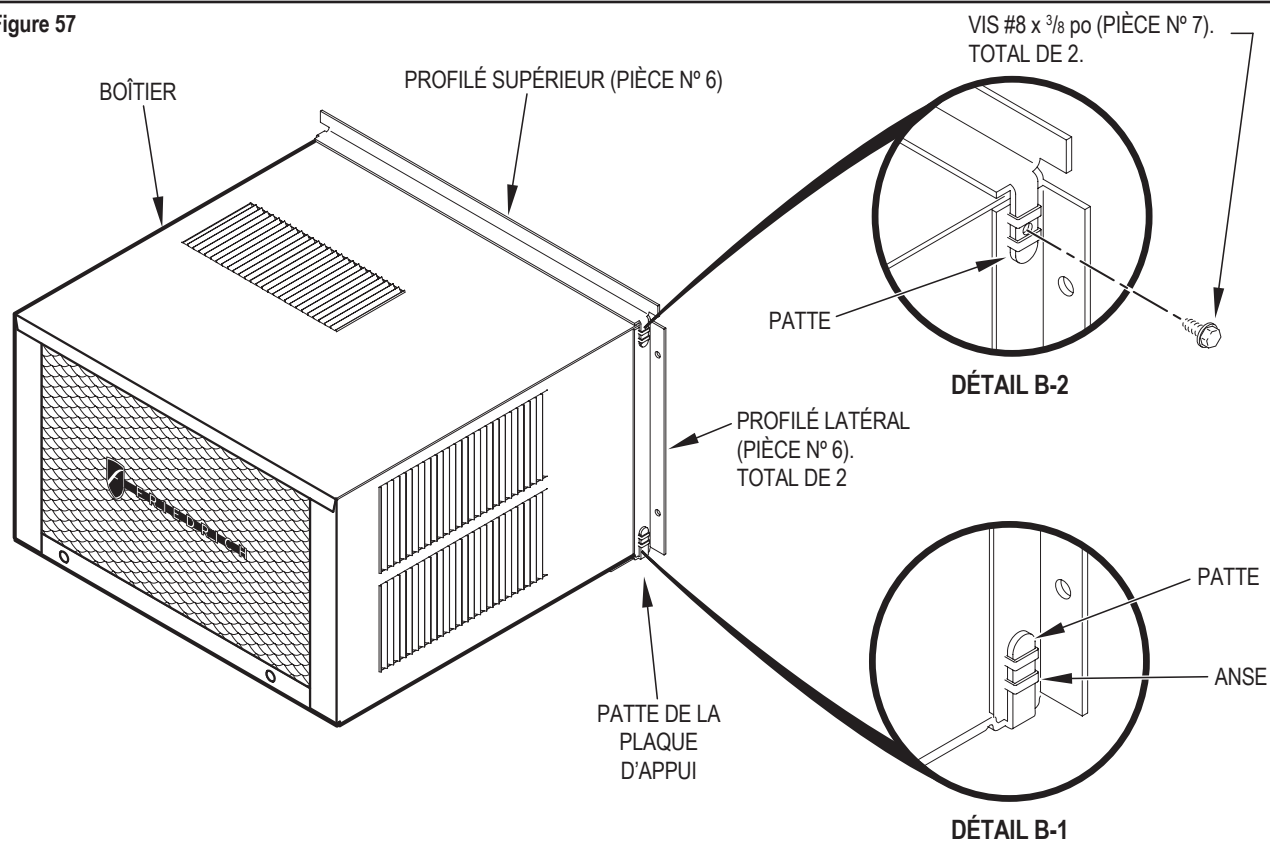 Figure 57
VIS #8 x 3/8 po (PIÈCE Nº 7).
TOTAL DE 2.
PROFILÉ SUPÉRIEUR (PIÈCE Nº 6)
BOÎTIER
PATTE
DÉTAIL B-2
PROFILÉ LATÉRAL
(PIÈCE Nº 6).
TOTAL DE 2
FRIEDRICH
PATTE
ANSE
PATTE DE LA
PLAQUE
D'APPUI
DÉTAIL B-1